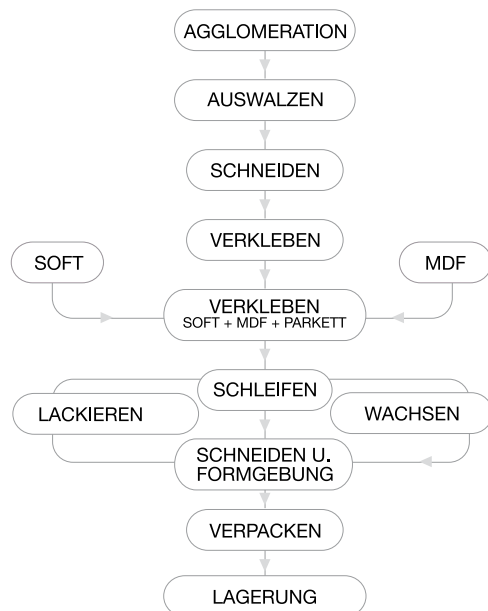 AGGLOMERATION
AUSWALZEN
SCHNEIDEN
VERKLEBEN
SOFT
MDF
VERKLEBEN
SOFT + MDF + PARKETT
SCHLEIFEN
LACKIEREN
WACHSEN
SCHNEIDEN U.
FORMGEBUNG
VERPACKEN
LAGERUNG